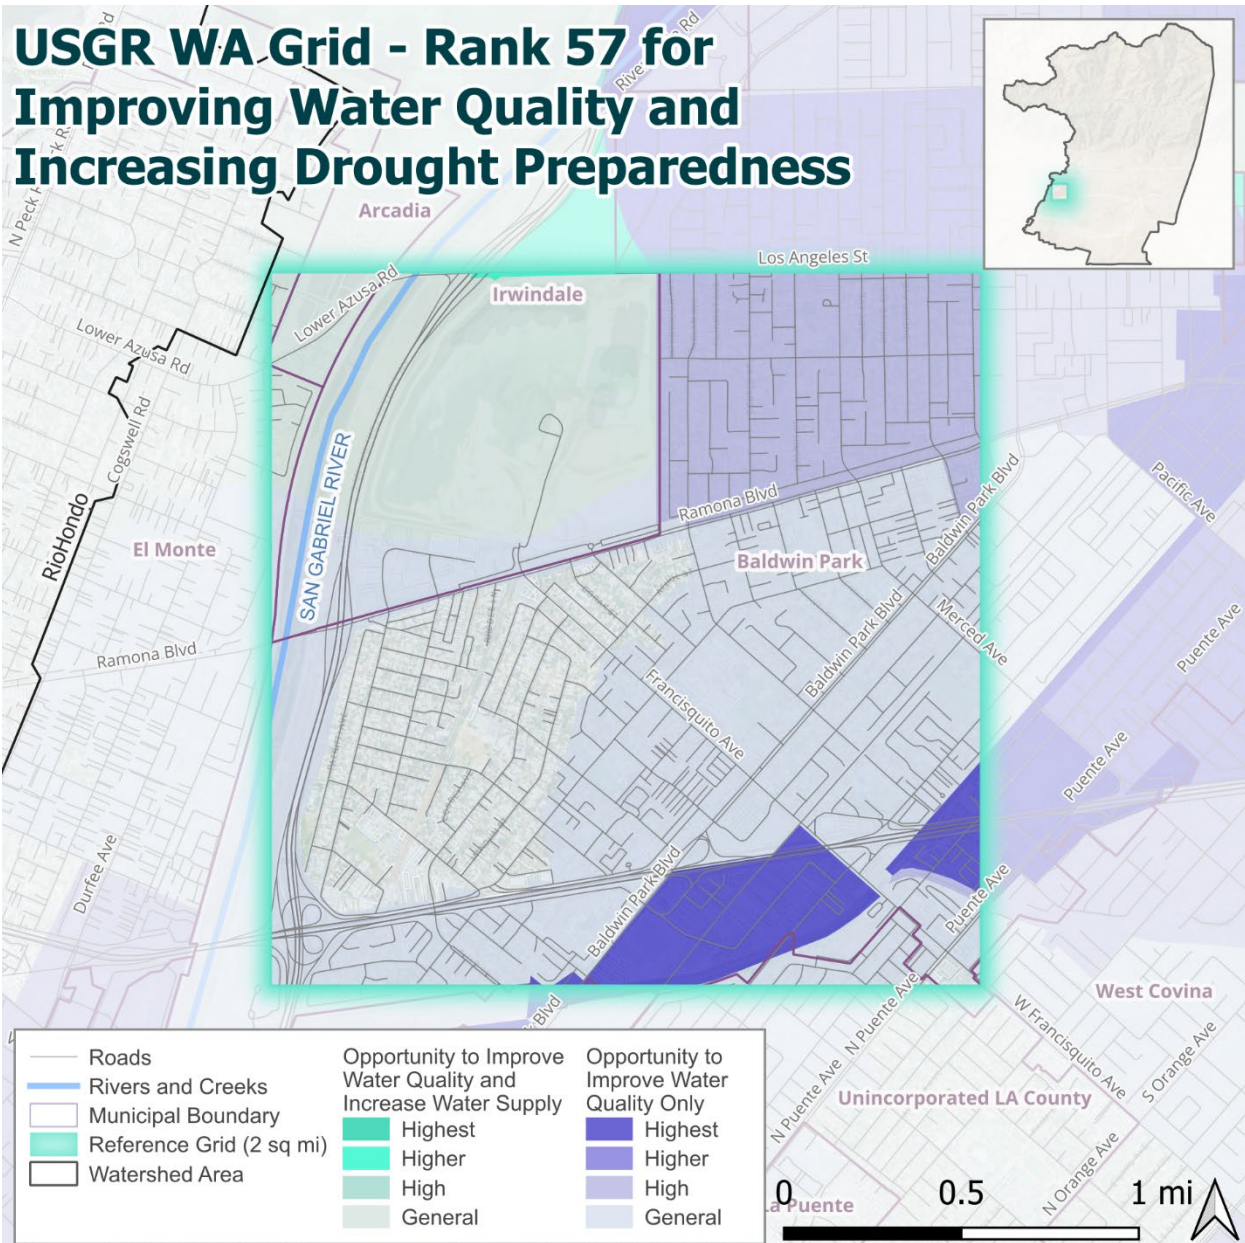 USGR WA Grid - Rank 57 for
Improving Water Quality and
Increasing Drought Preparedness
Arcadia
Los Angeles St
Irwindale
Lower Azusa Rd
Lower Azusa Rd
Cogswell Rd
SAN GABRIEL RIVER
Ramona Blvd
Baldwin Park Blvd
Pacific Ave
RioHondo
El Monte
Baldwin Park
Merced Ave
Puente Ave
Ramona Blvd
Baldwin Park Blvd
Francisquito Ave
Puente Ave
Durfee Ave
Baldwin Park Blvd
Puente Ave
West Covina
N Puente Ave
W Francisquito Ave
S Orange Ave
Blvd
Unincorporated LA County
N Puente Ave
N Orange Ave
Roads
Rivers and Creeks
Municipal Boundary
Reference Grid (2 sq mi)
Watershed Area
Opportunity to Improve
Water Quality and
Increase Water Supply
Highest
Higher
High
General
Opportunity to
Improve Water
Quality Only
Highest
Higher
High
General
0 0.5 1 mi
Puente